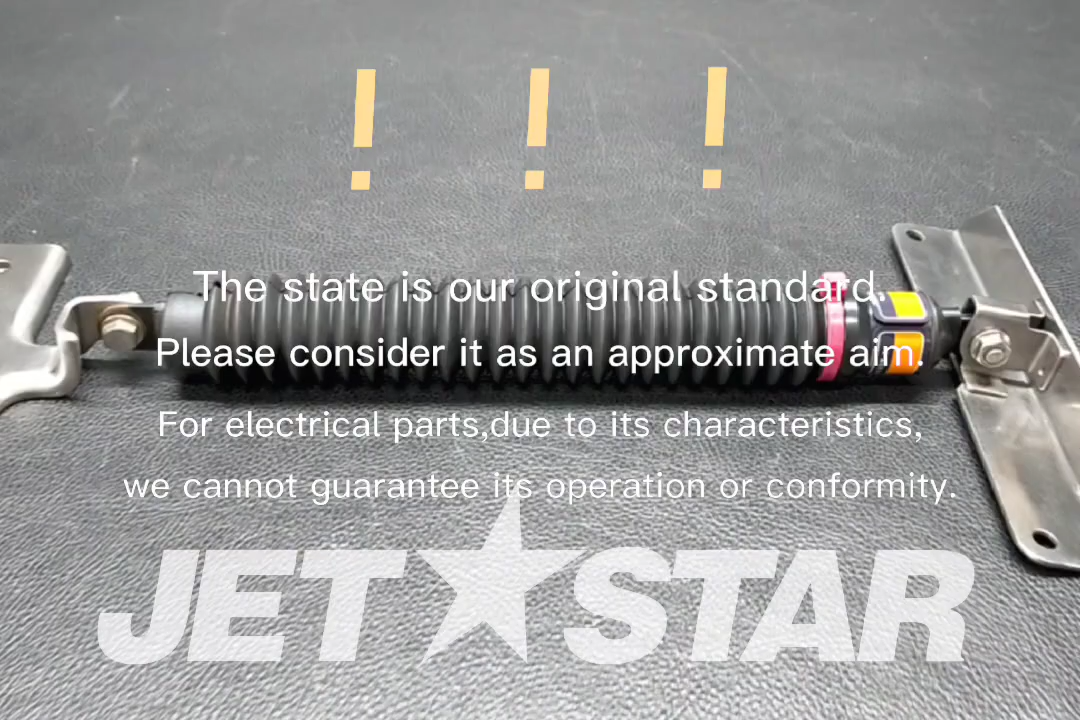 ! ! !
The state is our original standard.
Please consider it as an approximate aim.
For electrical parts,due to its characteristics,
we cannot guarantee its operation or conformity.
JET★STAR